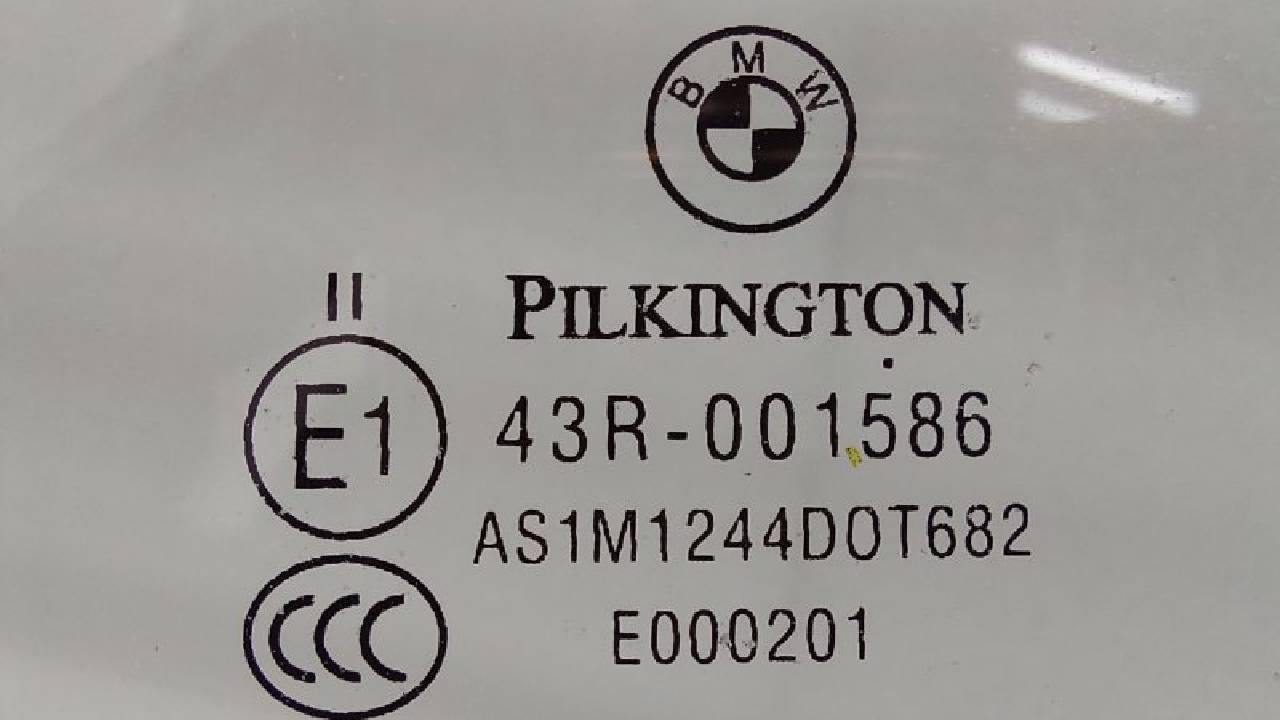 BMW
II
PILKINGTON
E1
43R-001586
AS1M1244DOT682
CCC
E000201